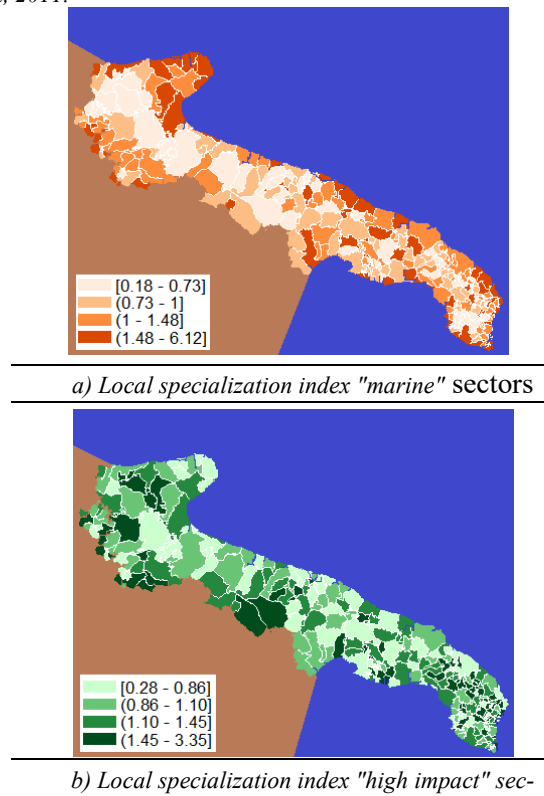 2011.
[0.18 - 0.73]
(0.73 - 1]
(1 - 1.48]
(1.48 - 6.12]
a) Local specialization index "marine" sectors
[0.28 - 0.86]
(0.86 - 1.10]
(1.10 - 1.45]
(1.45 - 3.35]
b) Local specialization index "high impact" sec-